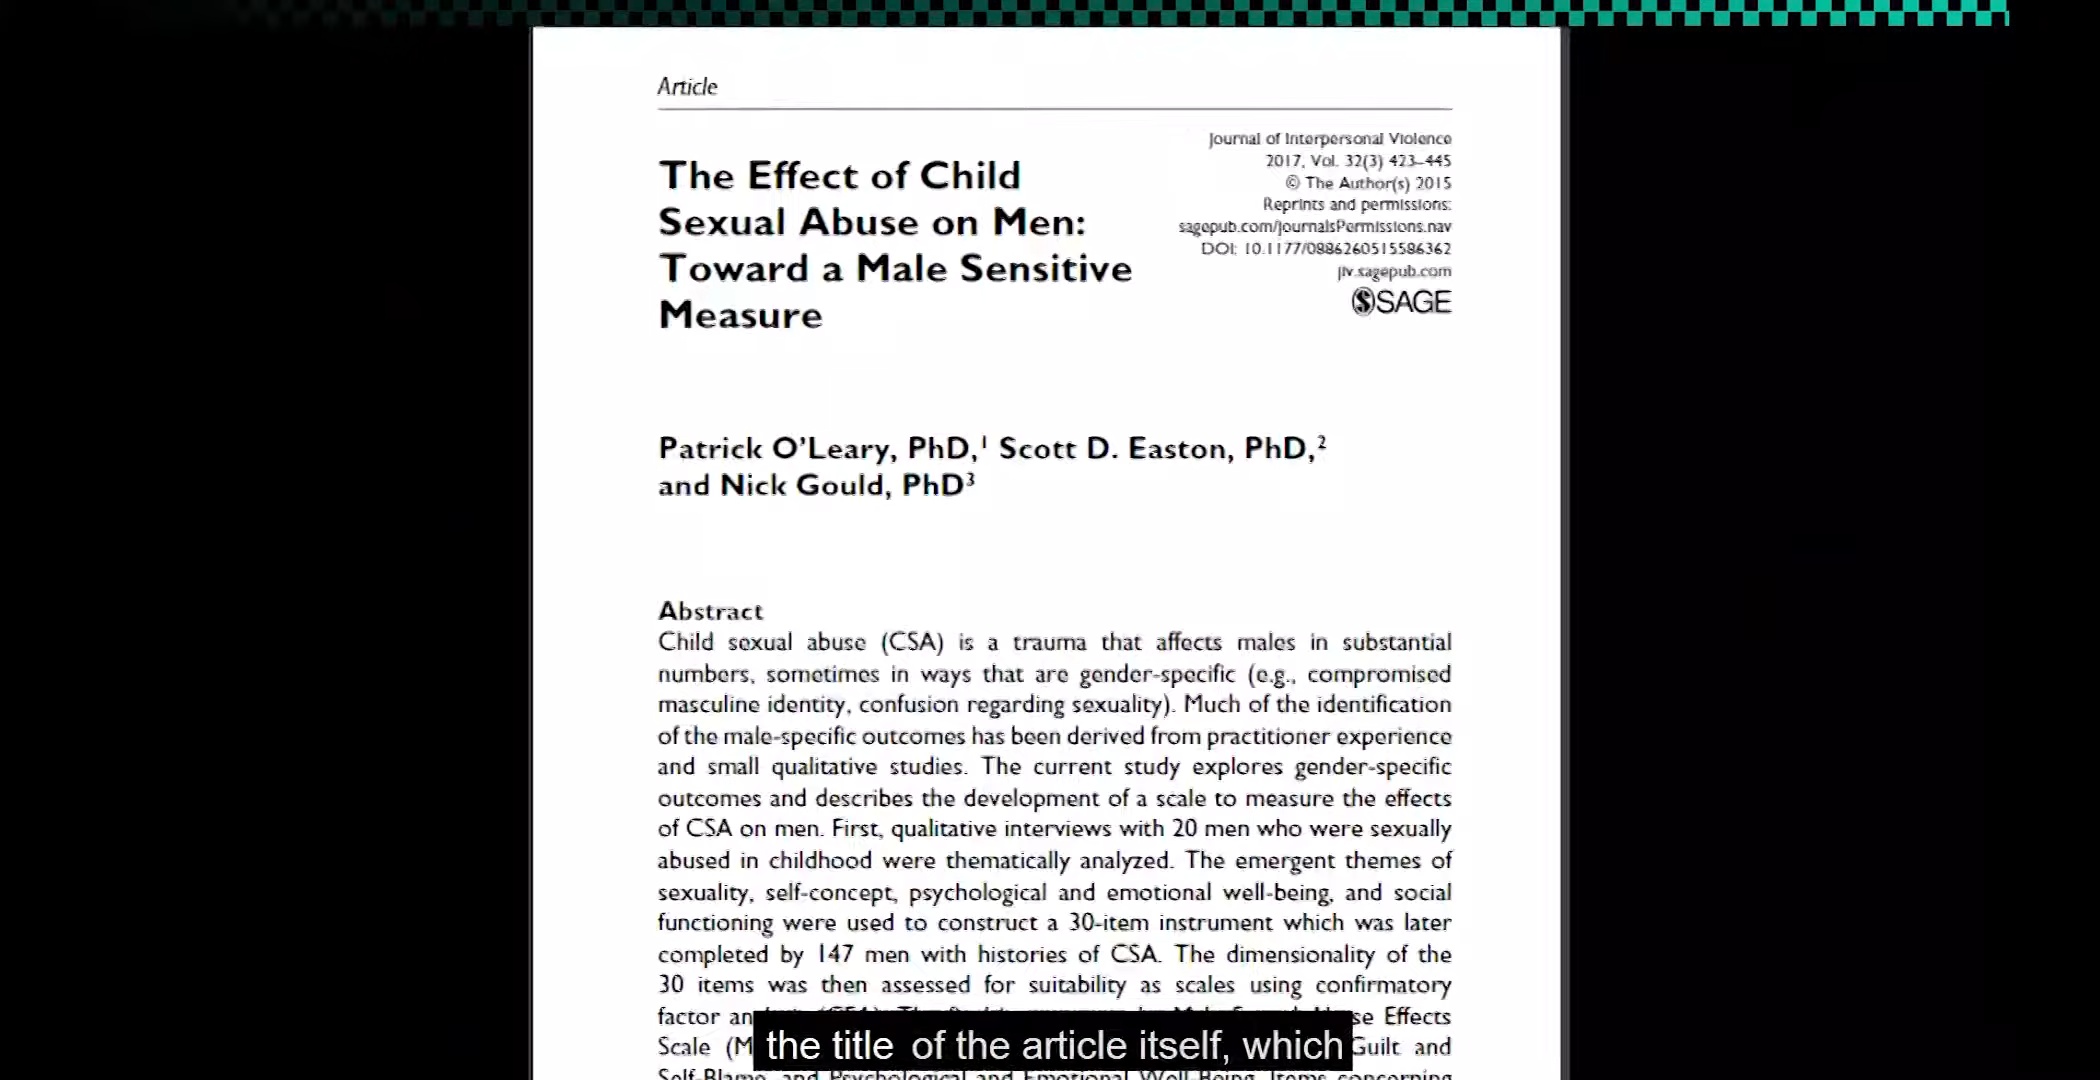 Article
Journal of Interpersonal Violence
2017, Vol. 32(3) 423–445
© The Author(s) 2015
Reprints and permissions:
sagepub.com/journalsPermissions.nav
DOI: 10.1177/0886260515586362
jiv.sagepub.com
SAGE
The Effect of Child
Sexual Abuse on Men:
Toward a Male Sensitive
Measure
Patrick O’Leary, PhD,¹ Scott D. Easton, PhD,²
and Nick Gould, PhD³
Abstract
Child sexual abuse (CSA) is a trauma that affects males in substantial
numbers, sometimes in ways that are gender-specific (e.g., compromised
masculine identity, confusion regarding sexuality). Much of the identification
of the male-specific outcomes has been derived from practitioner experience
and small qualitative studies. The current study explores gender-specific
outcomes and describes the development of a scale to measure the effects
of CSA on men. First, qualitative interviews with 20 men who were sexually
abused in childhood were thematically analyzed. The emergent themes of
sexuality, self-concept, psychological and emotional well-being, and social
functioning were used to construct a 30-item instrument which was later
completed by 147 men with histories of CSA. The dimensionality of the
30 items was then assessed for suitability as scales using confirmatory
factor Effects
Scale Guilt and
the title of the article itself, which
Self-Blame, and Psychological and Emotional Well-Being. Items concerning